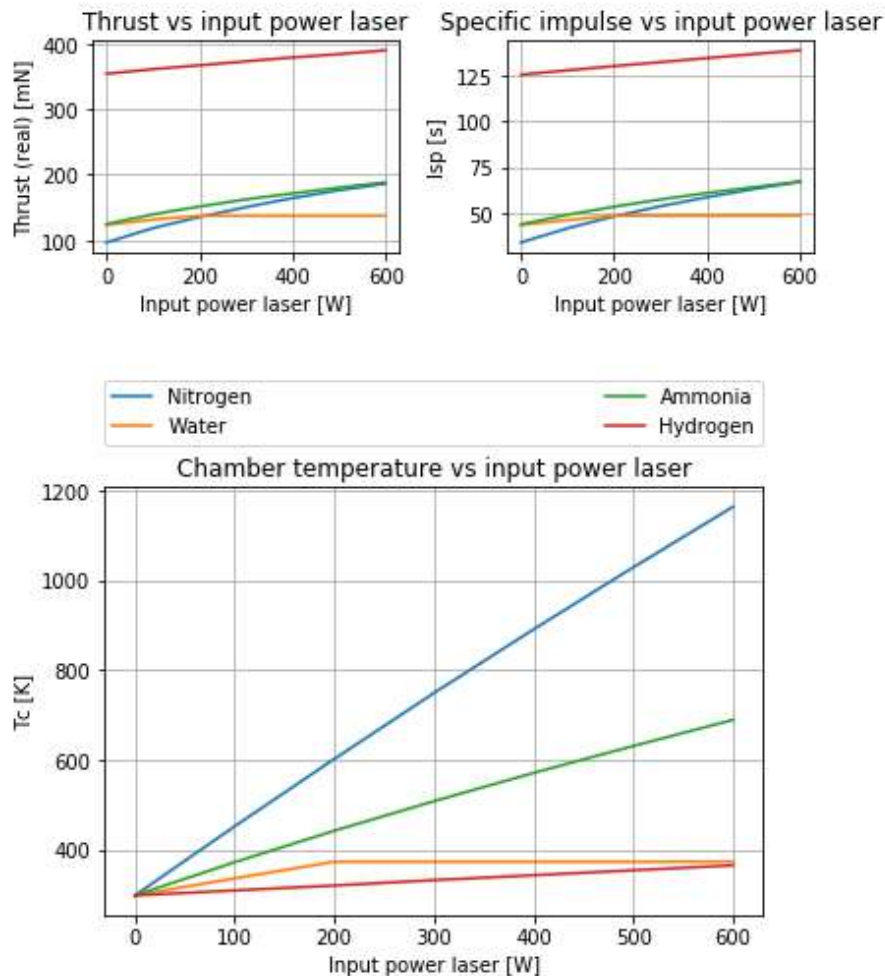 Thrust vs input power laser
Specific impulse vs input power laser
400
300
200
100
Thrust (real) [mN]
0 200 400 600
Input power laser [W]
125
100
75
50
Isp [s]
0 200 400 600
Input power laser [W]
Nitrogen
Water
Ammonia
Hydrogen
Chamber temperature vs input power laser
1200
1000
800
600
400
Tc [K]
0 100 200 300 400 500 600
Input power laser [W]